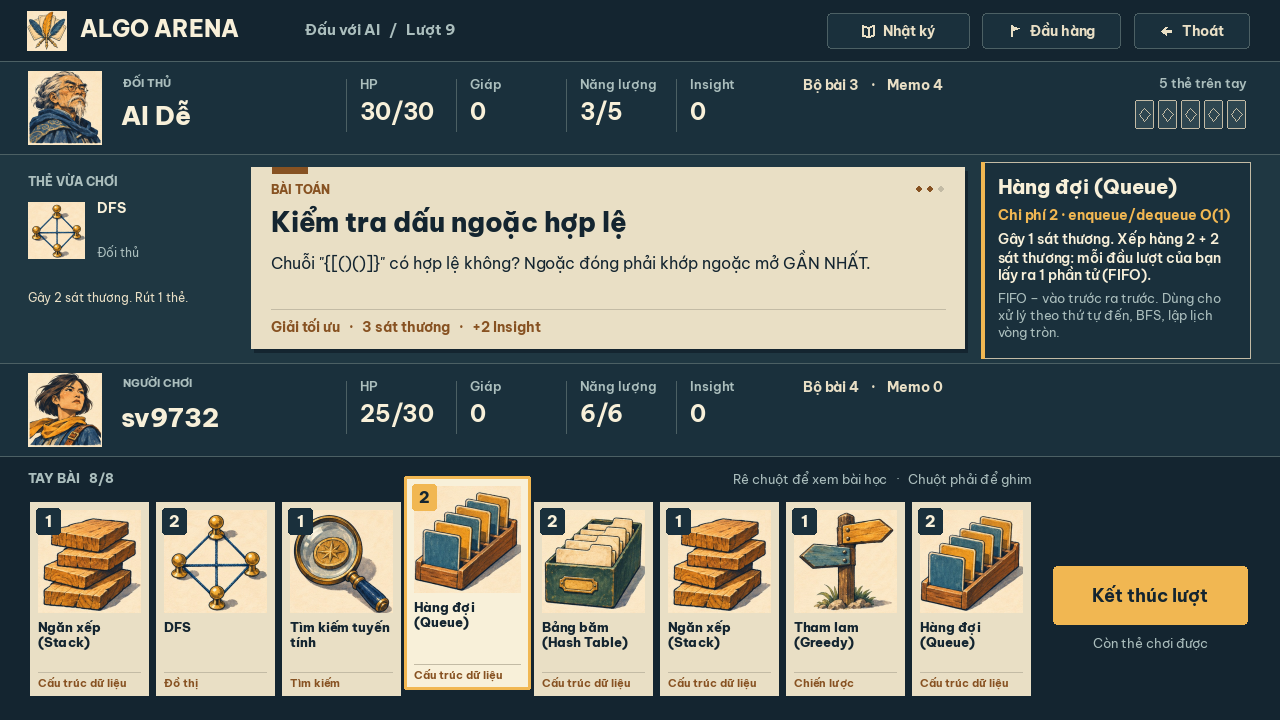 ALGO ARENA
Đấu với AI / Lượt 9
Nhật ký
Đầu hàng
Thoát
ĐỐI THỦ
AI Dễ
HP
30/30
Giáp
0
Năng lượng
3/5
Insight
0
Bộ bài 3 · Memo 4
5 thẻ trên tay
THẺ VỪA CHƠI
DFS
Đối thủ
Gây 2 sát thương. Rút 1 thẻ.
BÀI TOÁN
Kiểm tra dấu ngoặc hợp lệ
Chuỗi "{[()()]}" có hợp lệ không? Ngoặc đóng phải khớp ngoặc mở GẦN NHẤT.
Giải tối ưu · 3 sát thương · +2 Insight
Hàng đợi (Queue)
Chi phí 2 · enqueue/dequeue O(1)
Gây 1 sát thương. Xếp hàng 2 + 2
sát thương: mỗi đầu lượt của bạn
lấy ra 1 phần tử (FIFO).
FIFO – vào trước ra trước. Dùng cho
xử lý theo thứ tự đến, BFS, lập lịch
vòng tròn.
NGƯỜI CHƠI
sv9732
HP
25/30
Giáp
0
Năng lượng
6/6
Insight
0
Bộ bài 4 · Memo 0
TAY BÀI 8/8
Rê chuột để xem bài học · Chuột phải để ghim
1
Ngăn xếp
(Stack)
Cấu trúc dữ liệu
2
DFS
Đồ thị
1
Tìm kiếm tuyến
tính
Tìm kiếm
2
Hàng đợi
(Queue)
Cấu trúc dữ liệu
2
Bảng băm
(Hash Table)
Cấu trúc dữ liệu
1
Ngăn xếp
(Stack)
Cấu trúc dữ liệu
1
Tham lam
(Greedy)
Chiến lược
2
Hàng đợi
(Queue)
Cấu trúc dữ liệu
Kết thúc lượt
Còn thẻ chơi được